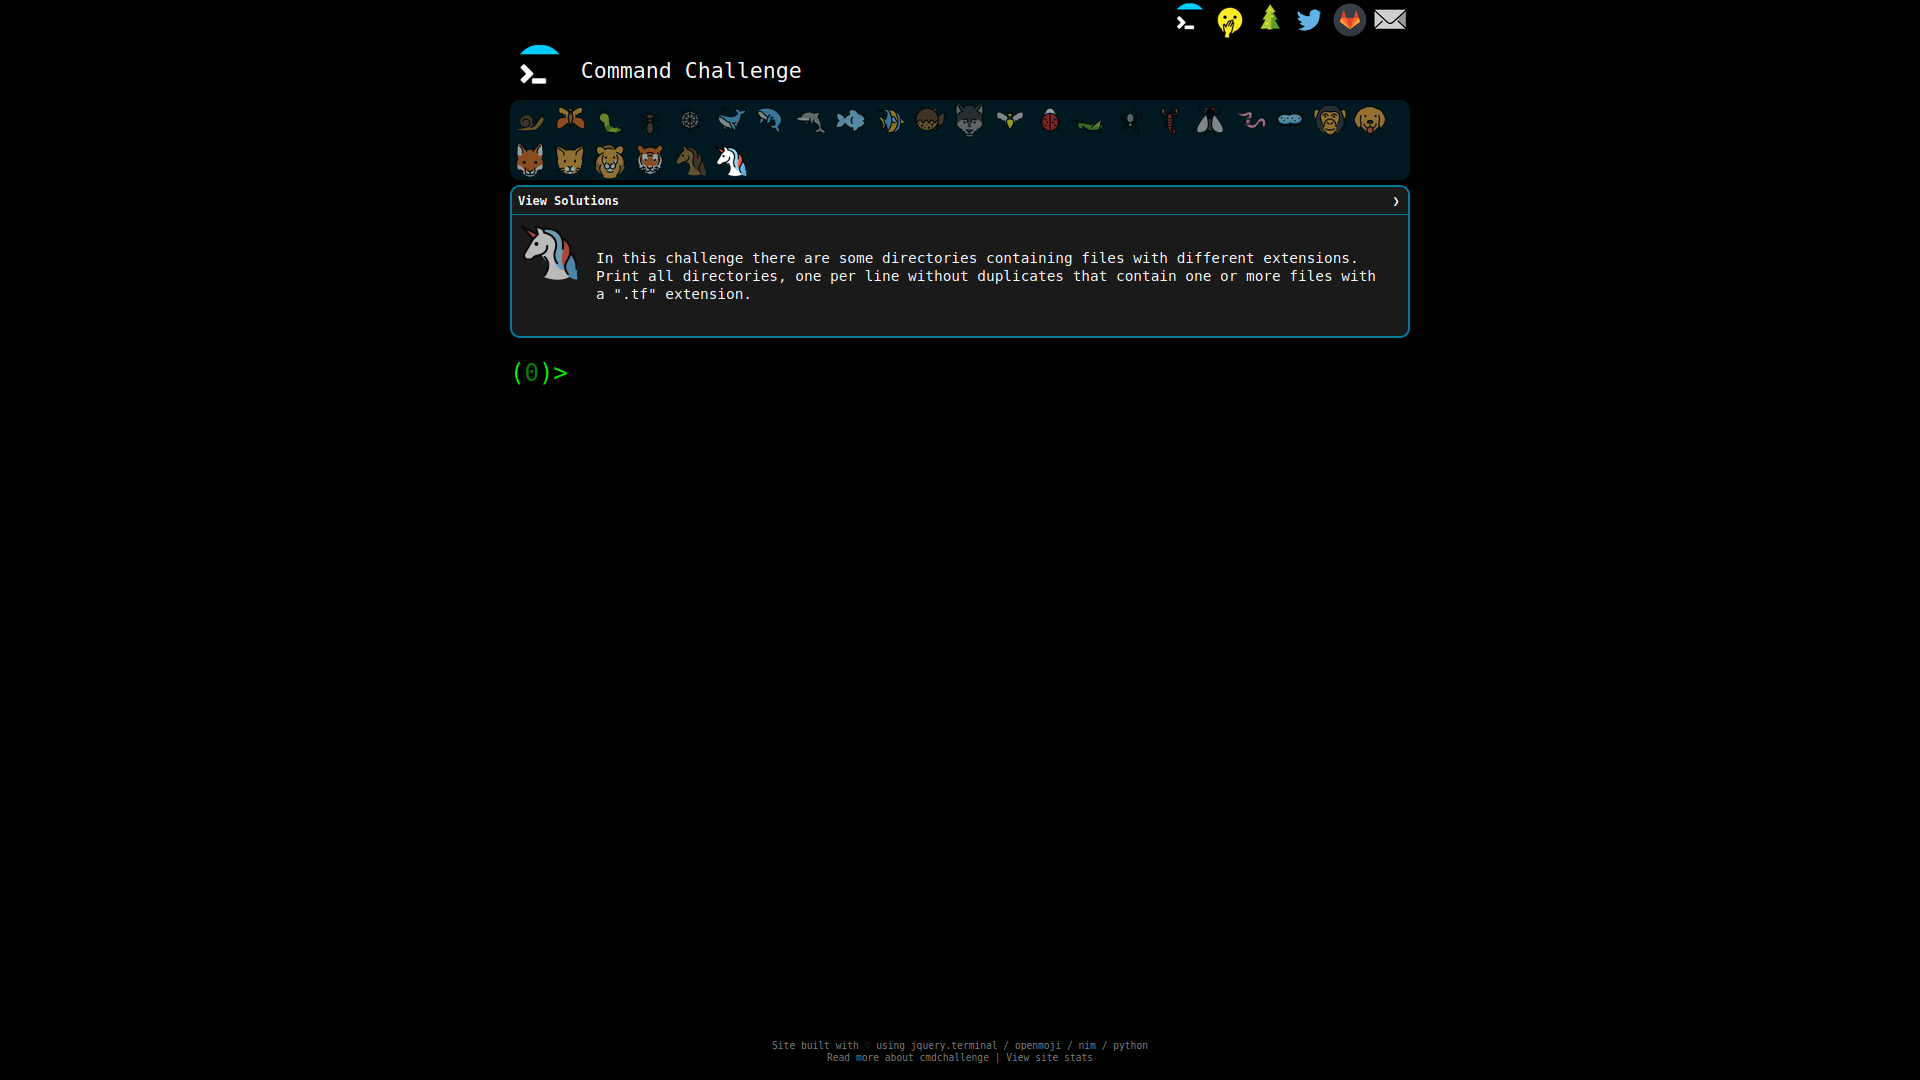 Command Challenge
View Solutions ❯
In this challenge there are some directories containing files with different extensions.
Print all directories, one per line without duplicates that contain one or more files with
a ".tf" extension.
(0)>
Site built with ♡ using jquery.terminal / openmoji / nim / python
Read more about cmdchallenge | View site stats